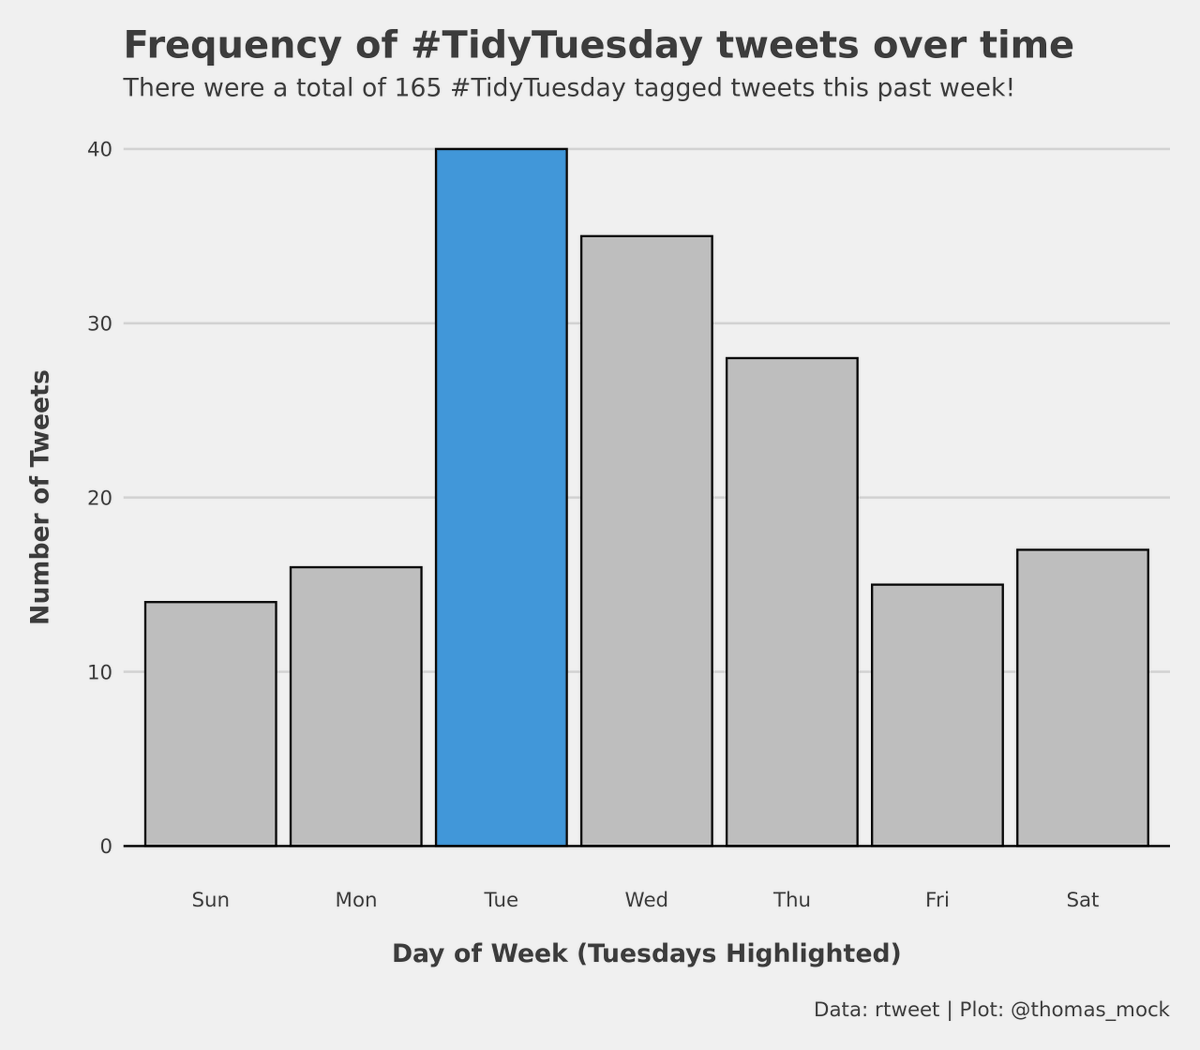 Frequency of #TidyTuesday tweets over time
There were a total of 165 #TidyTuesday tagged tweets this past week!
40
30
20
10
0
Number of Tweets
Sun Mon Tue Wed Thu Fri Sat
Day of Week (Tuesdays Highlighted)
Data: rtweet | Plot: @thomas_mock